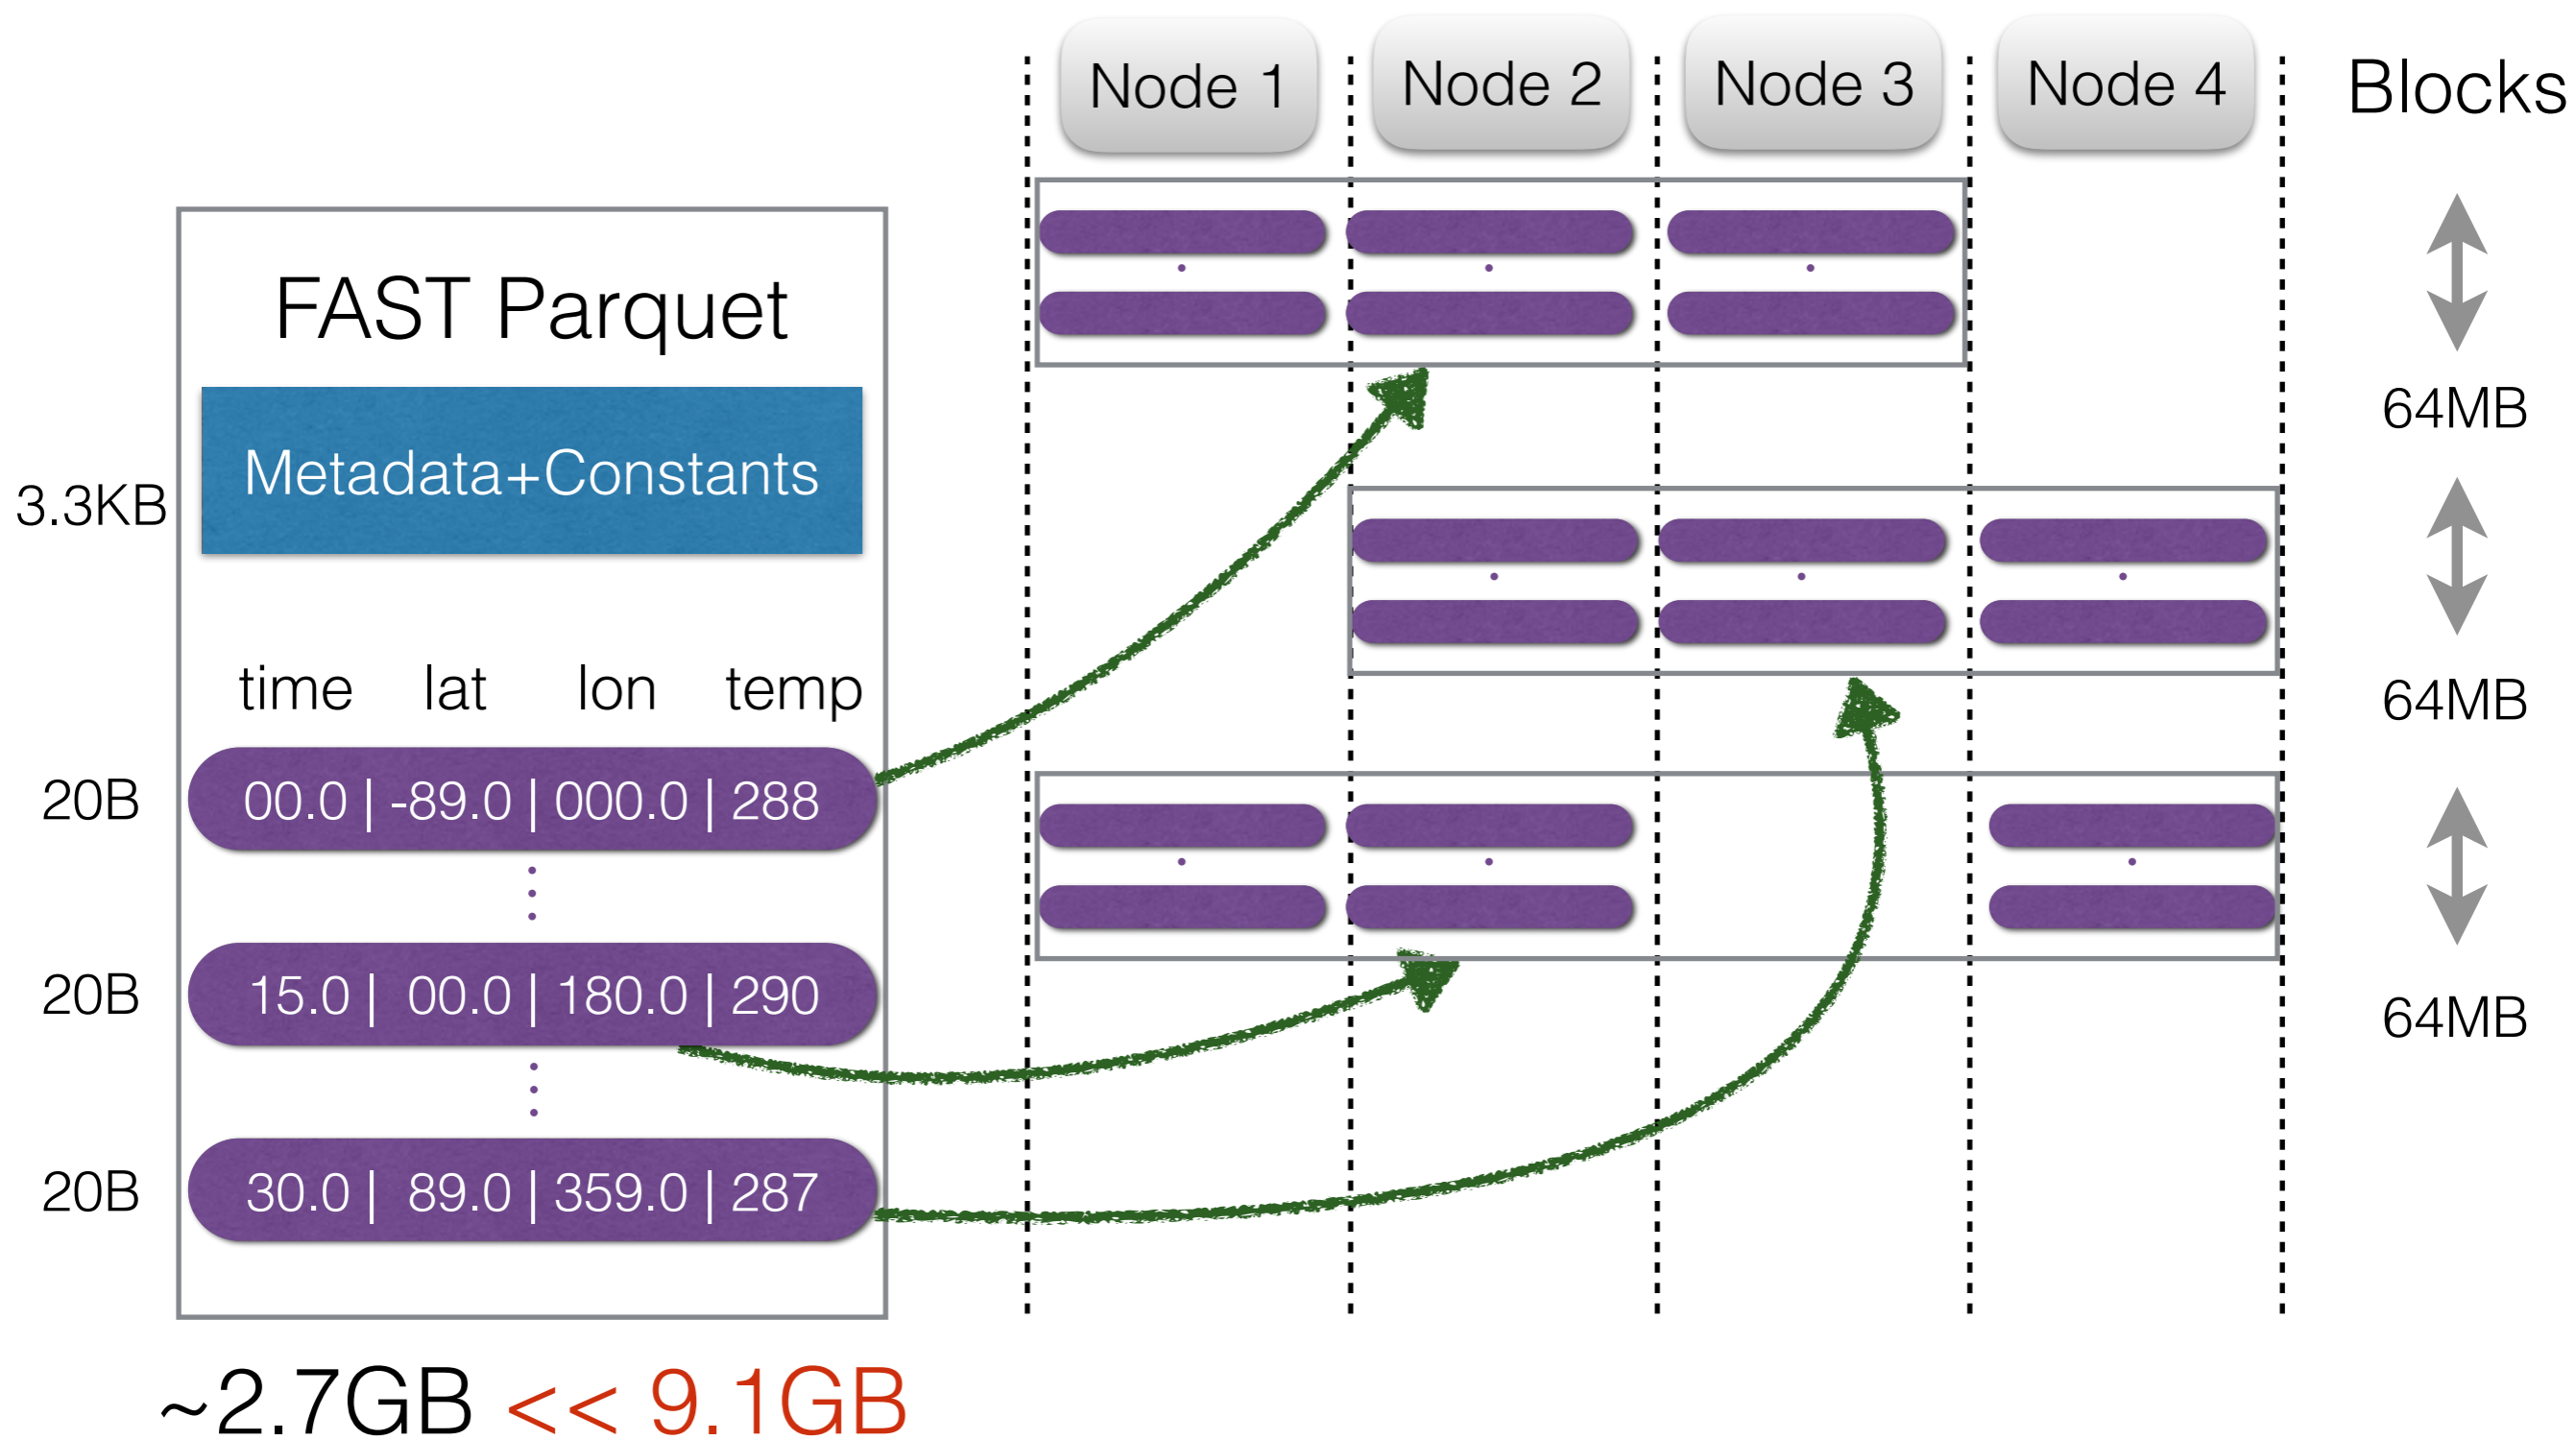 Node 1
Node 2
Node 3
Node 4
Blocks
FAST Parquet
Metadata+Constants
3.3KB
time lat lon temp
20B
00.0 | -89.0 | 000.0 | 288
20B
15.0 | 00.0 | 180.0 | 290
20B
30.0 | 89.0 | 359.0 | 287
64MB
64MB
64MB
~2.7GB << 9.1GB